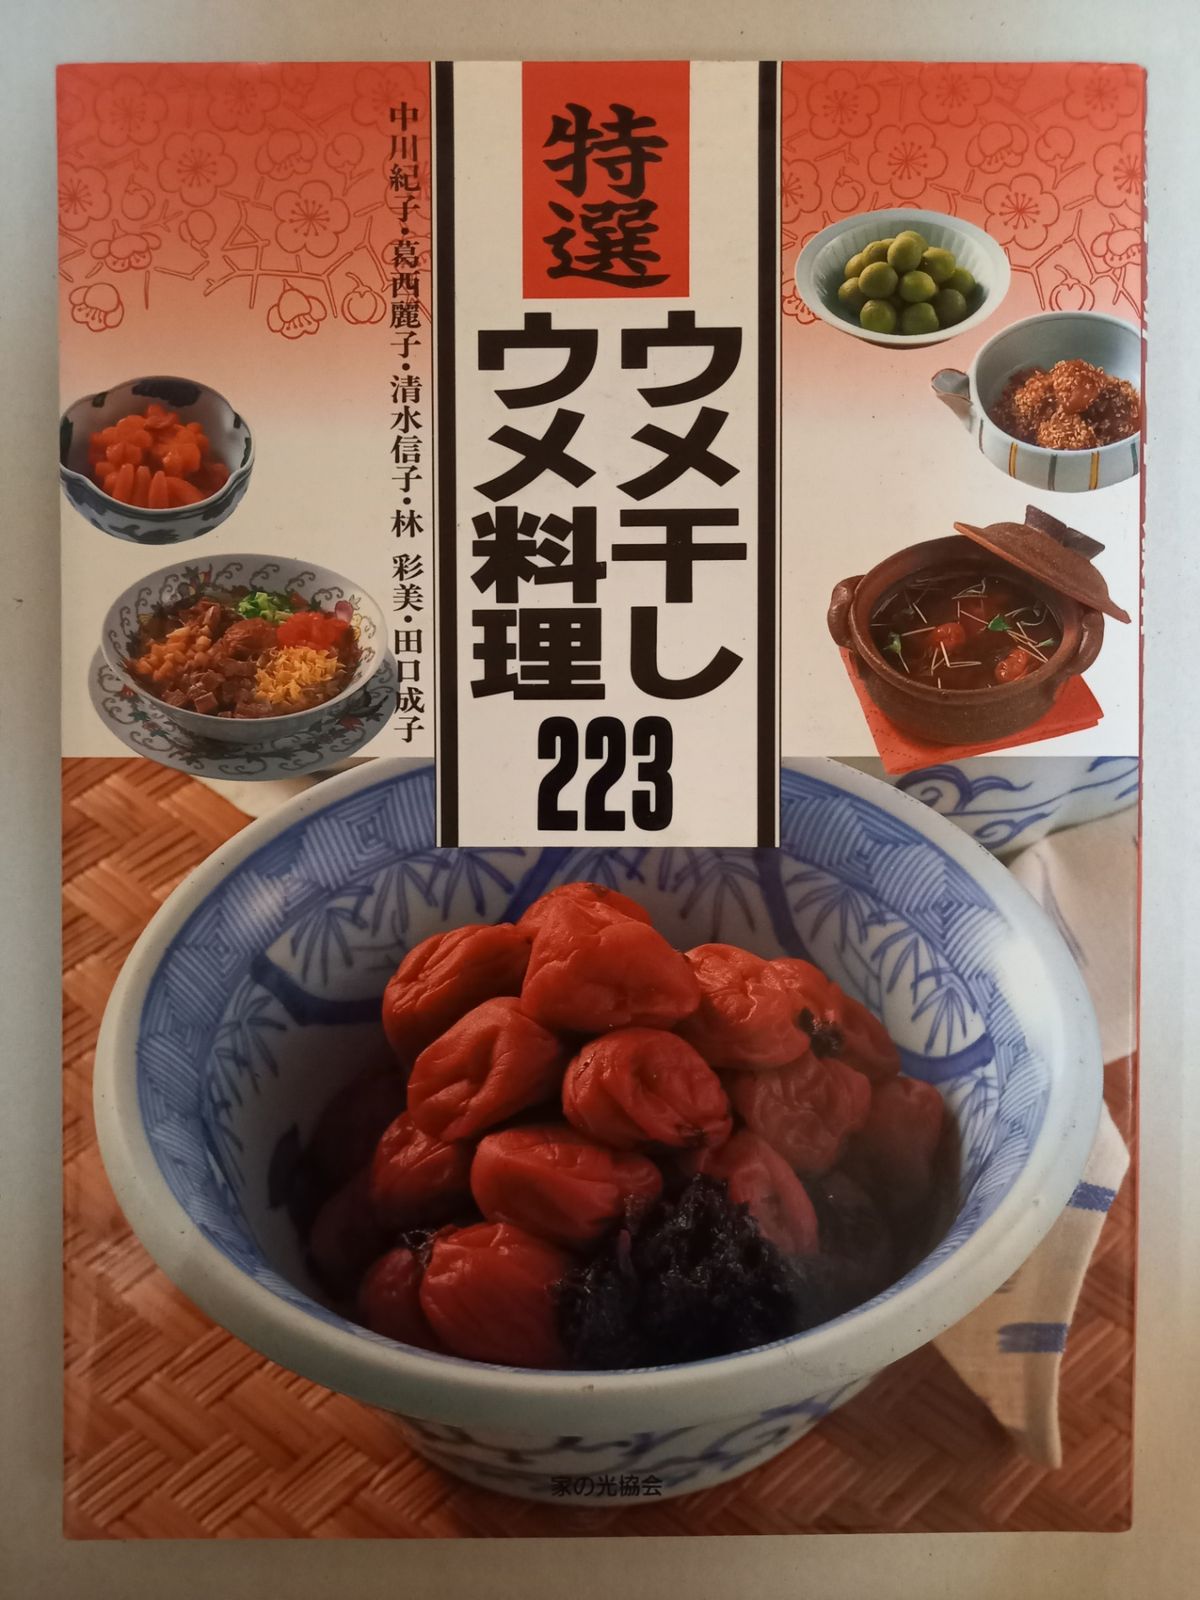 特選
ウメ干し
ウメ料理
223
中川紀子・葛西麗子・清水信子・林 彩美・田口成子
家の光協会